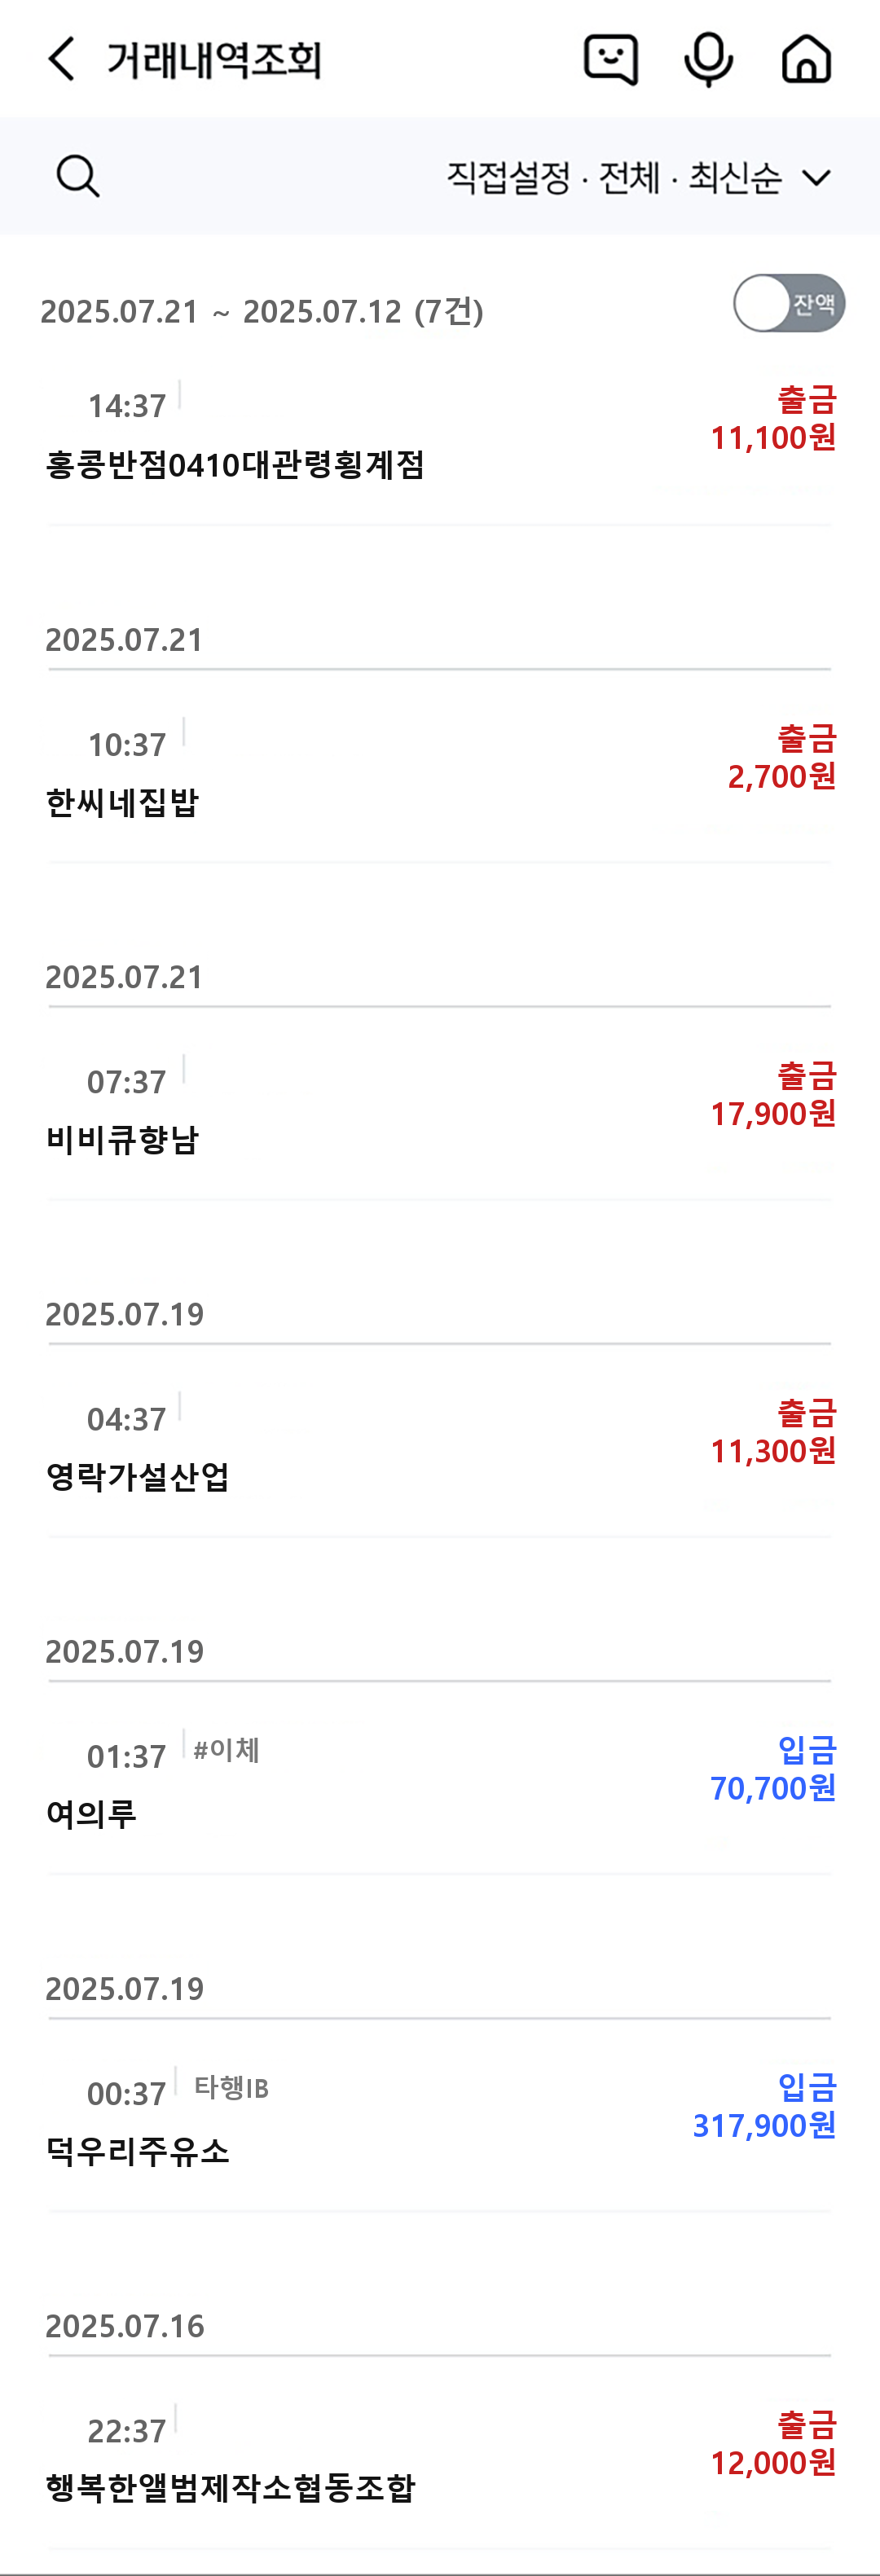 거래내역조회
직접설정 · 전체 · 최신순
2025.07.21 ~ 2025.07.12 (7건)
잔액
14:37
출금
홍콩반점0410대관령횡계점
11,100원
2025.07.21
10:37
출금
한씨네집밥
2,700원
2025.07.21
07:37
출금
비비큐향남
17,900원
2025.07.19
04:37
출금
영락가설산업
11,300원
2025.07.19
01:37 #이체
입금
여의루
70,700원
2025.07.19
00:37 타행IB
입금
덕우리주유소
317,900원
2025.07.16
22:37
출금
행복한앨범제작소협동조합
12,000원